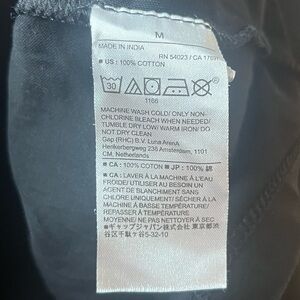 M
MADE IN INDIA
RN 54023 / CA 17897
■ US : 100% COTTON
30
1166
MACHINE WASH COLD/ ONLY NON-
CHLORINE BLEACH WHEN NEEDED/
TUMBLE DRY LOW/ WARM IRON/ DO
NOT DRY CLEAN
Gap (RHC) B.V. Luna ArenA
Herikerbergweg 238 Amsterdam, 1101
CM, Netherlands
■ CA : 100% COTTON ■ JP : 100% 綿
■ CA : LAVER À LA MACHINE À L'EAU
FROIDE/ UTILISER AU BESOIN UN
AGENT DE BLANCHIMENT SANS
CHLORE UNIQUEMENT/ SÉCHER À LA
MACHINE À BASSE TEMPÉRATURE/
REPASSER À TEMPÉRATURE
MOYENNE/ NE PAS NETTOYER À SEC
■ ギャップジャパン株式会社 東京都渋
谷区千駄ヶ谷5-32-10